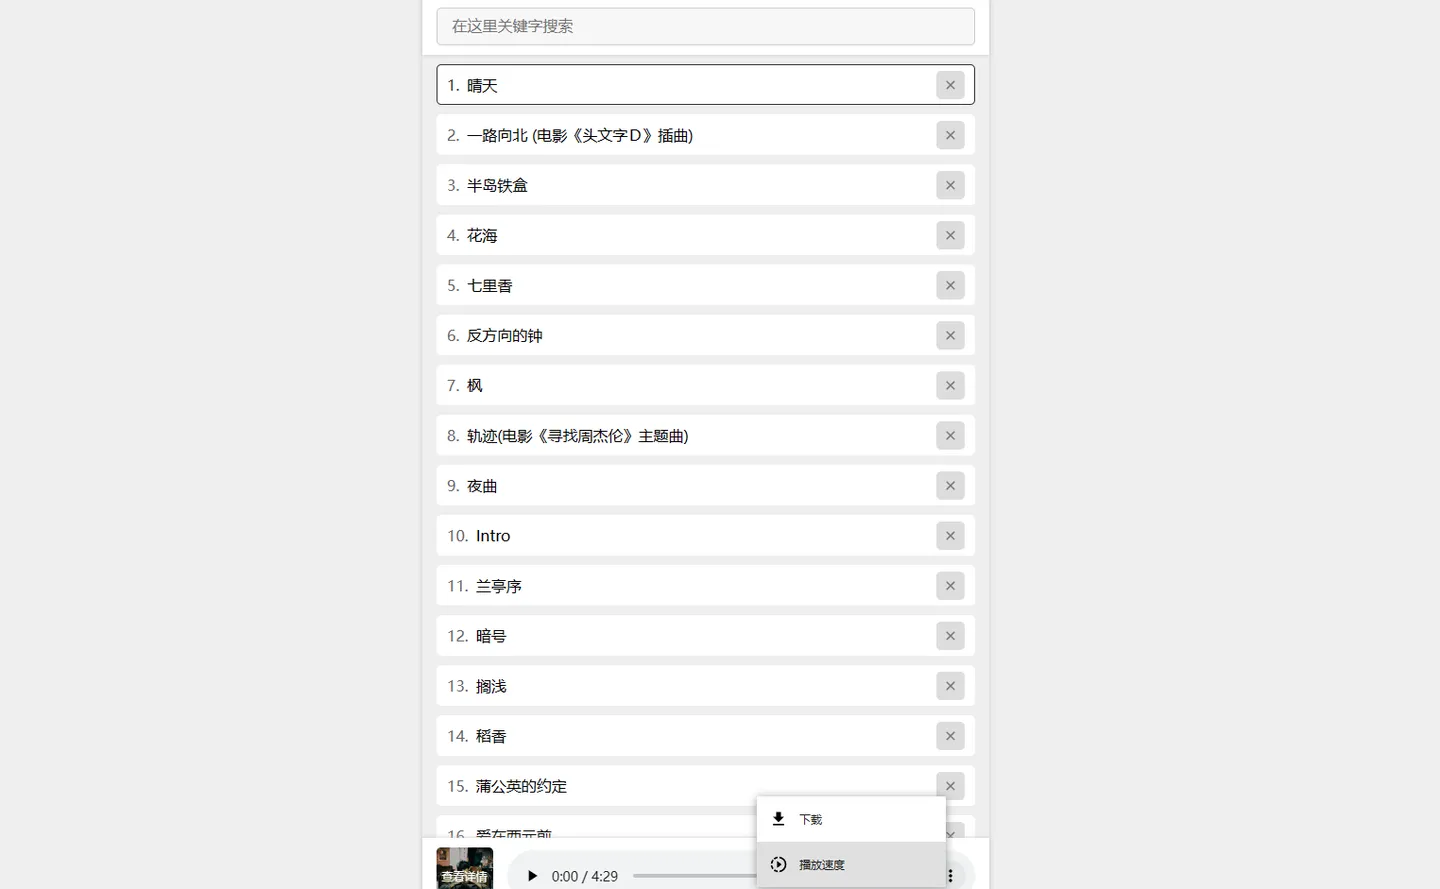 在这里关键字搜索
1. 晴天
2. 一路向北 (电影《头文字Ｄ》插曲)
3. 半岛铁盒
4. 花海
5. 七里香
6. 反方向的钟
7. 枫
8. 轨迹(电影《寻找周杰伦》主题曲)
9. 夜曲
10. Intro
11. 兰亭序
12. 暗号
13. 搁浅
14. 稻香
15. 蒲公英的约定
16. 爱在西元前
下载
播放速度
查看详情
0:00 / 4:29